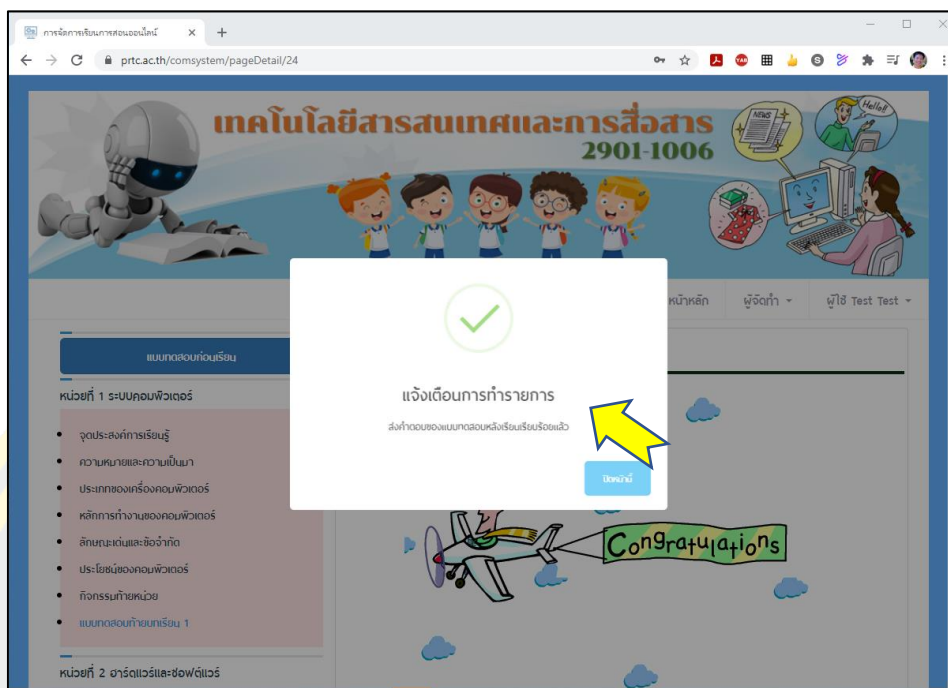 การจัดการเรียนการสอนออนไลน์
prtc.ac.th/comsystem/pageDetail/24
เทคโนโลยีสารสนเทศและการสื่อสาร
2901-1006
NEWS
Hello!
หน้าหลัก
ผู้จัดทำ
ผู้ใช้ Test Test
แบบทดสอบก่อนเรียน
หน่วยที่ 1 ระบบคอมพิวเตอร์
จุดประสงค์การเรียนรู้
ความหมายและความเป็นมา
ประเภทของเครื่องคอมพิวเตอร์
หลักการทำงานของคอมพิวเตอร์
ลักษณะเด่นและข้อจำกัด
ประโยชน์ของคอมพิวเตอร์
กิจกรรมท้ายหน่วย
แบบทดสอบท้ายบทเรียน 1
หน่วยที่ 2 ฮาร์ดแวร์และซอฟต์แวร์
แจ้งเตือนการทำรายการ
ส่งคำตอบของแบบทดสอบหลังเรียนเรียบร้อยแล้ว
ปิดหน้านี้
Congratulations